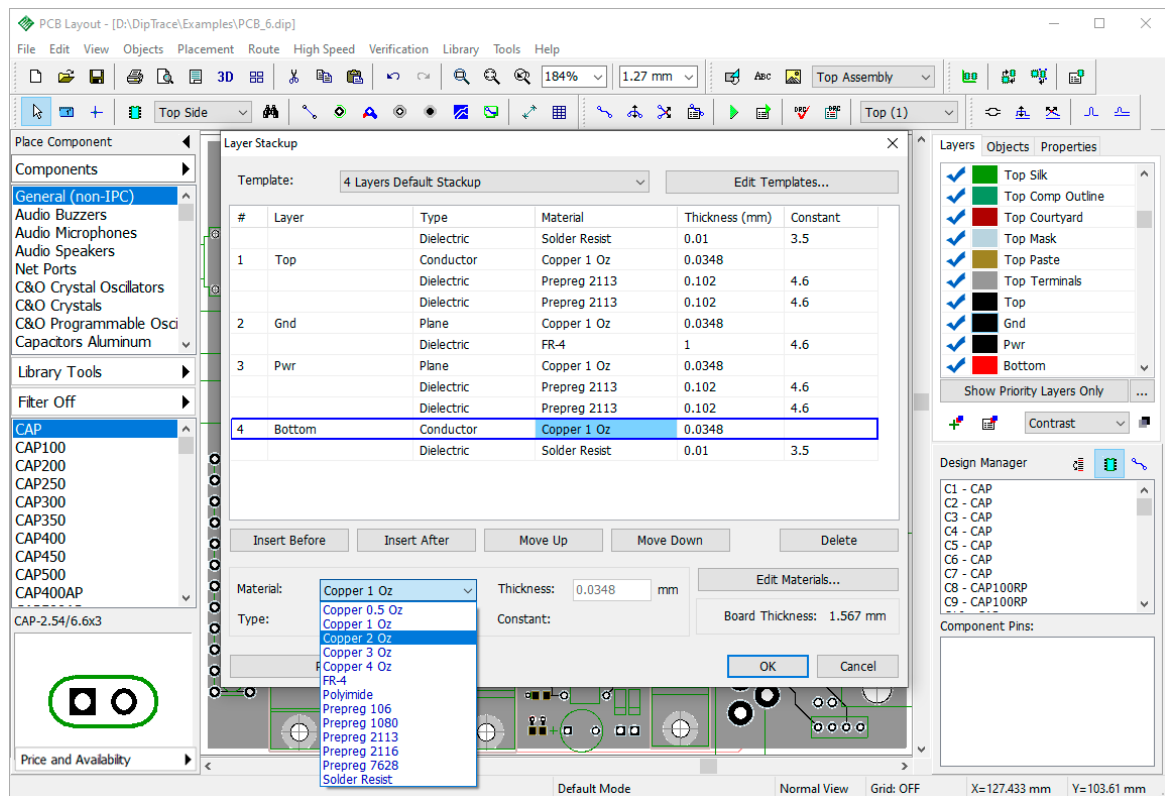 PCB Layout - [D:\DipTrace\Examples\PCB_6.dip]
File Edit View Objects Placement Route High Speed Verification Library Tools Help
3D 184% 1.27 mm ABC Top Assembly
Top Side DRC DRC Top (1)
Place Component
Components
General (non-IPC)
Audio Buzzers
Audio Microphones
Audio Speakers
Net Ports
C&O Crystal Oscillators
C&O Crystals
C&O Programmable Osci
Capacitors Aluminum
Library Tools
Filter Off
CAP
CAP100
CAP200
CAP250
CAP300
CAP350
CAP400
CAP450
CAP500
CAP400AP
CAP-2.54/6.6x3
Price and Availability
Layer Stackup
Template: 4 Layers Default Stackup Edit Templates...
# Layer Type Material Thickness (mm) Constant
Dielectric Solder Resist 0.01 3.5
1 Top Conductor Copper 1 Oz 0.0348
Dielectric Prepreg 2113 0.102 4.6
Dielectric Prepreg 2113 0.102 4.6
2 Gnd Plane Copper 1 Oz 0.0348
Dielectric FR-4 1 4.6
3 Pwr Plane Copper 1 Oz 0.0348
Dielectric Prepreg 2113 0.102 4.6
Dielectric Prepreg 2113 0.102 4.6
4 Bottom Conductor Copper 1 Oz 0.0348
Dielectric Solder Resist 0.01 3.5
Insert Before Insert After Move Up Move Down Delete
Material: Copper 1 Oz Thickness: 0.0348 mm Edit Materials...
Type: Constant: Board Thickness: 1.567 mm
Copper 0.5 Oz
Copper 1 Oz
Copper 2 Oz
Copper 3 Oz
Copper 4 Oz
FR-4
Polyimide
Prepreg 106
Prepreg 1080
Prepreg 2113
Prepreg 2116
Prepreg 7628
Solder Resist
OK Cancel
Layers Objects Properties
Top Silk
Top Comp Outline
Top Courtyard
Top Mask
Top Paste
Top Terminals
Top
Gnd
Pwr
Bottom
Show Priority Layers Only ...
Contrast
Design Manager
C1 - CAP
C2 - CAP
C3 - CAP
C4 - CAP
C5 - CAP
C6 - CAP
C7 - CAP
C8 - CAP100RP
C9 - CAP100RP
Component Pins:
Default Mode Normal View Grid: OFF X=127.433 mm Y=103.61 mm